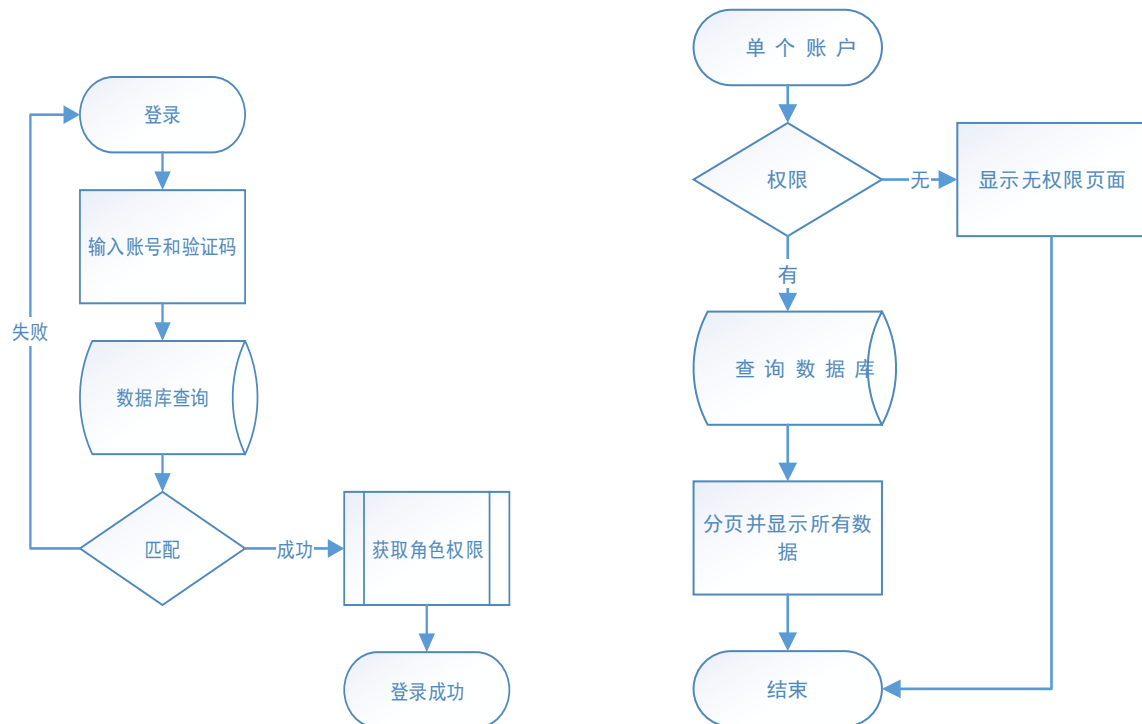 登录
输入账号和验证码
失败
数据库查询
匹配
成功
获取角色权限
登录成功
单个账户
权限
无
显示无权限页面
有
查询数据库
分页并显示所有数
据
结束